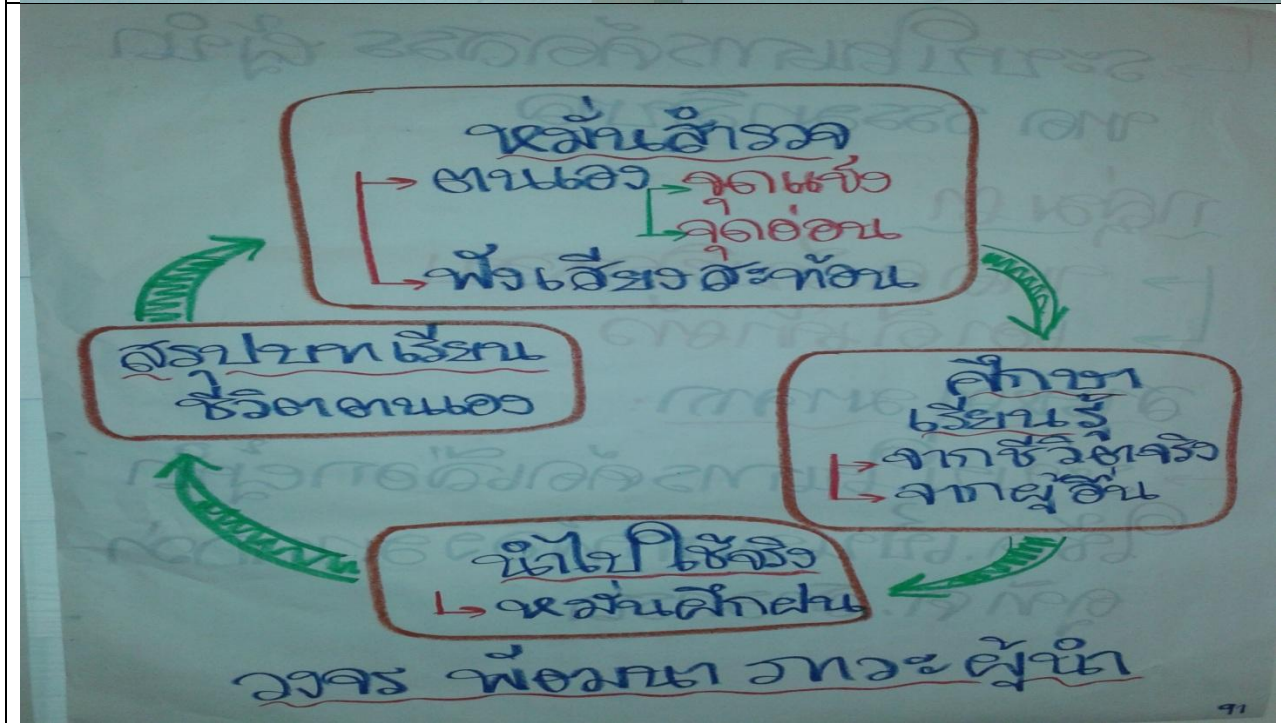 หมั่นสำรวจ
ตนเอง จุดแข็ง
จุดอ่อน
ฟังเสียงสะท้อน
ศึกษา
เรียนรู้
จากชีวิตจริง
จากผู้อื่น
นำไปใช้จริง
หมั่นฝึกฝน
สรุปบทเรียน
ชีวิตตนเอง
วงจร พัฒนา ภาวะผู้นำ
91